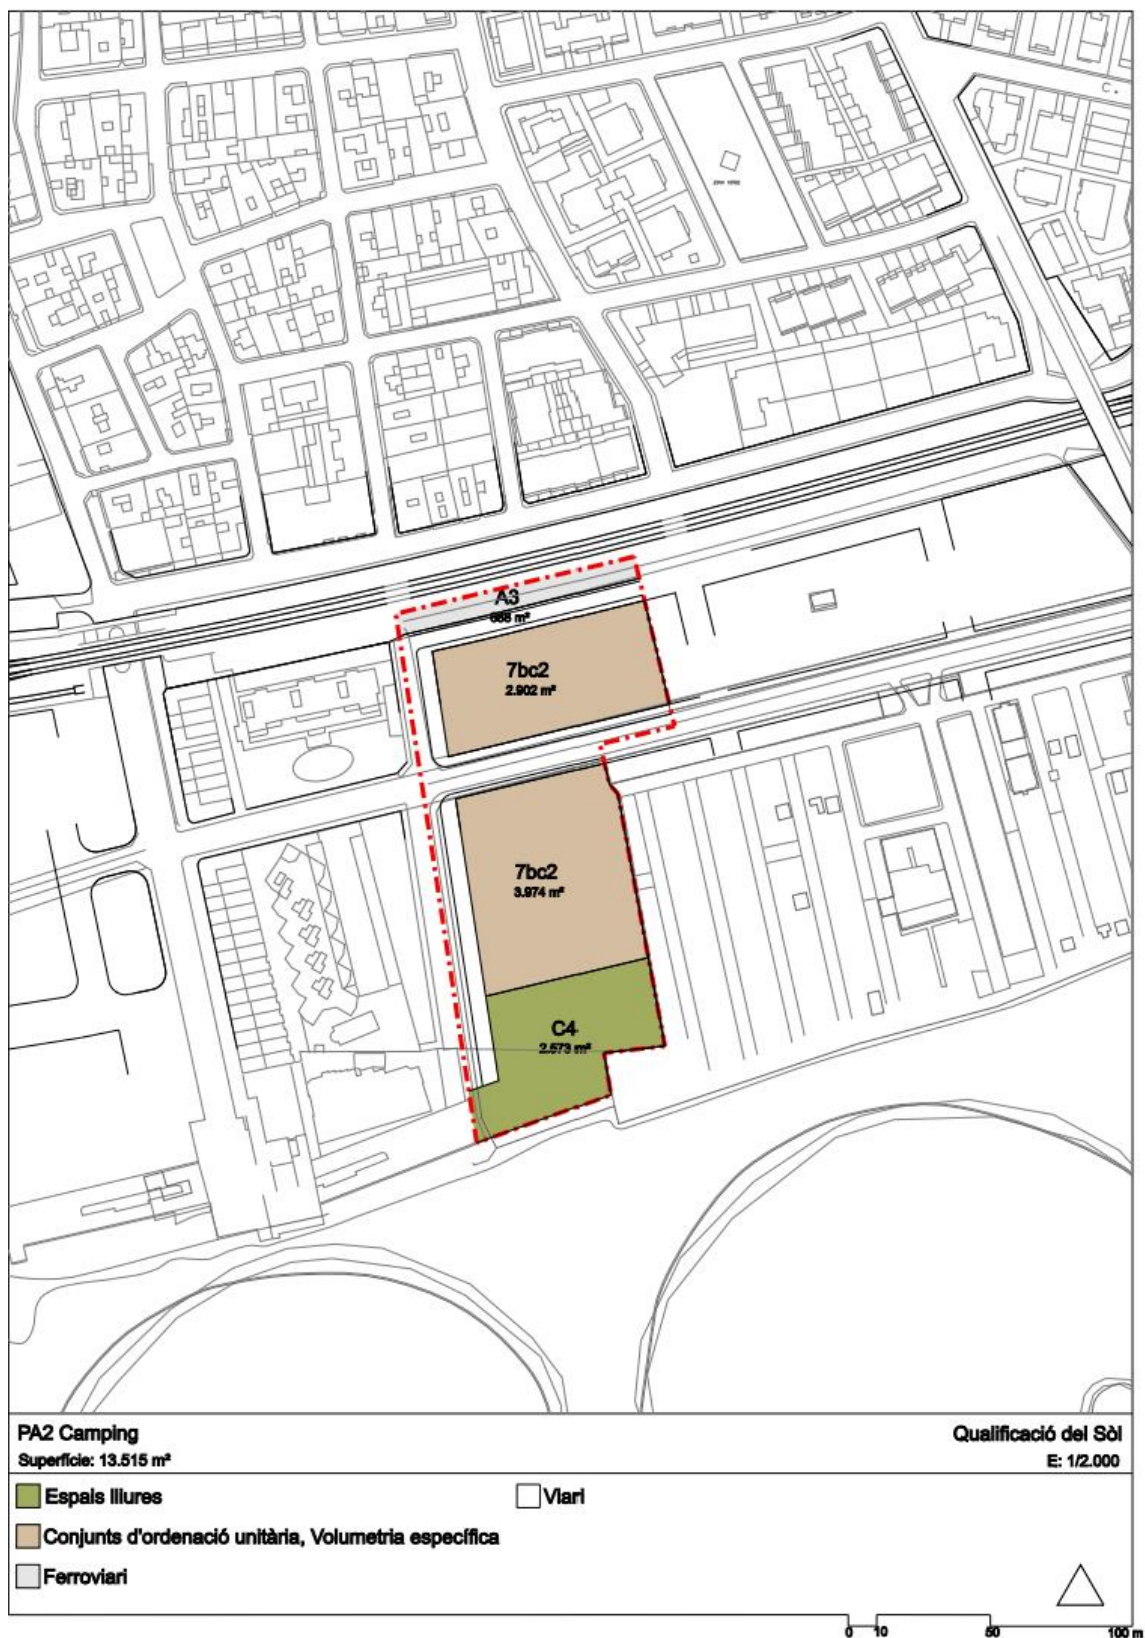 C.
A3
688 m²
7bc2
2.902 m²
7bc2
3.974 m²
C4
2.573 m²
PA2 Camping
Qualificació del Sòl
Superfície: 13.515 m²
E: 1/2.000
Espais lliures
Viari
Conjunts d'ordenació unitària, Volumetria específica
Ferroviari
0 10 50 100 m